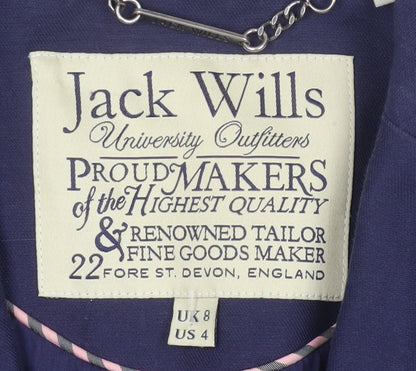 Jack Wills
University Outfitters
PROUD MAKERS
of the HIGHEST QUALITY
& RENOWNED TAILOR
FINE GOODS MAKER
22 FORE ST. DEVON, ENGLAND
UK 8
US 4